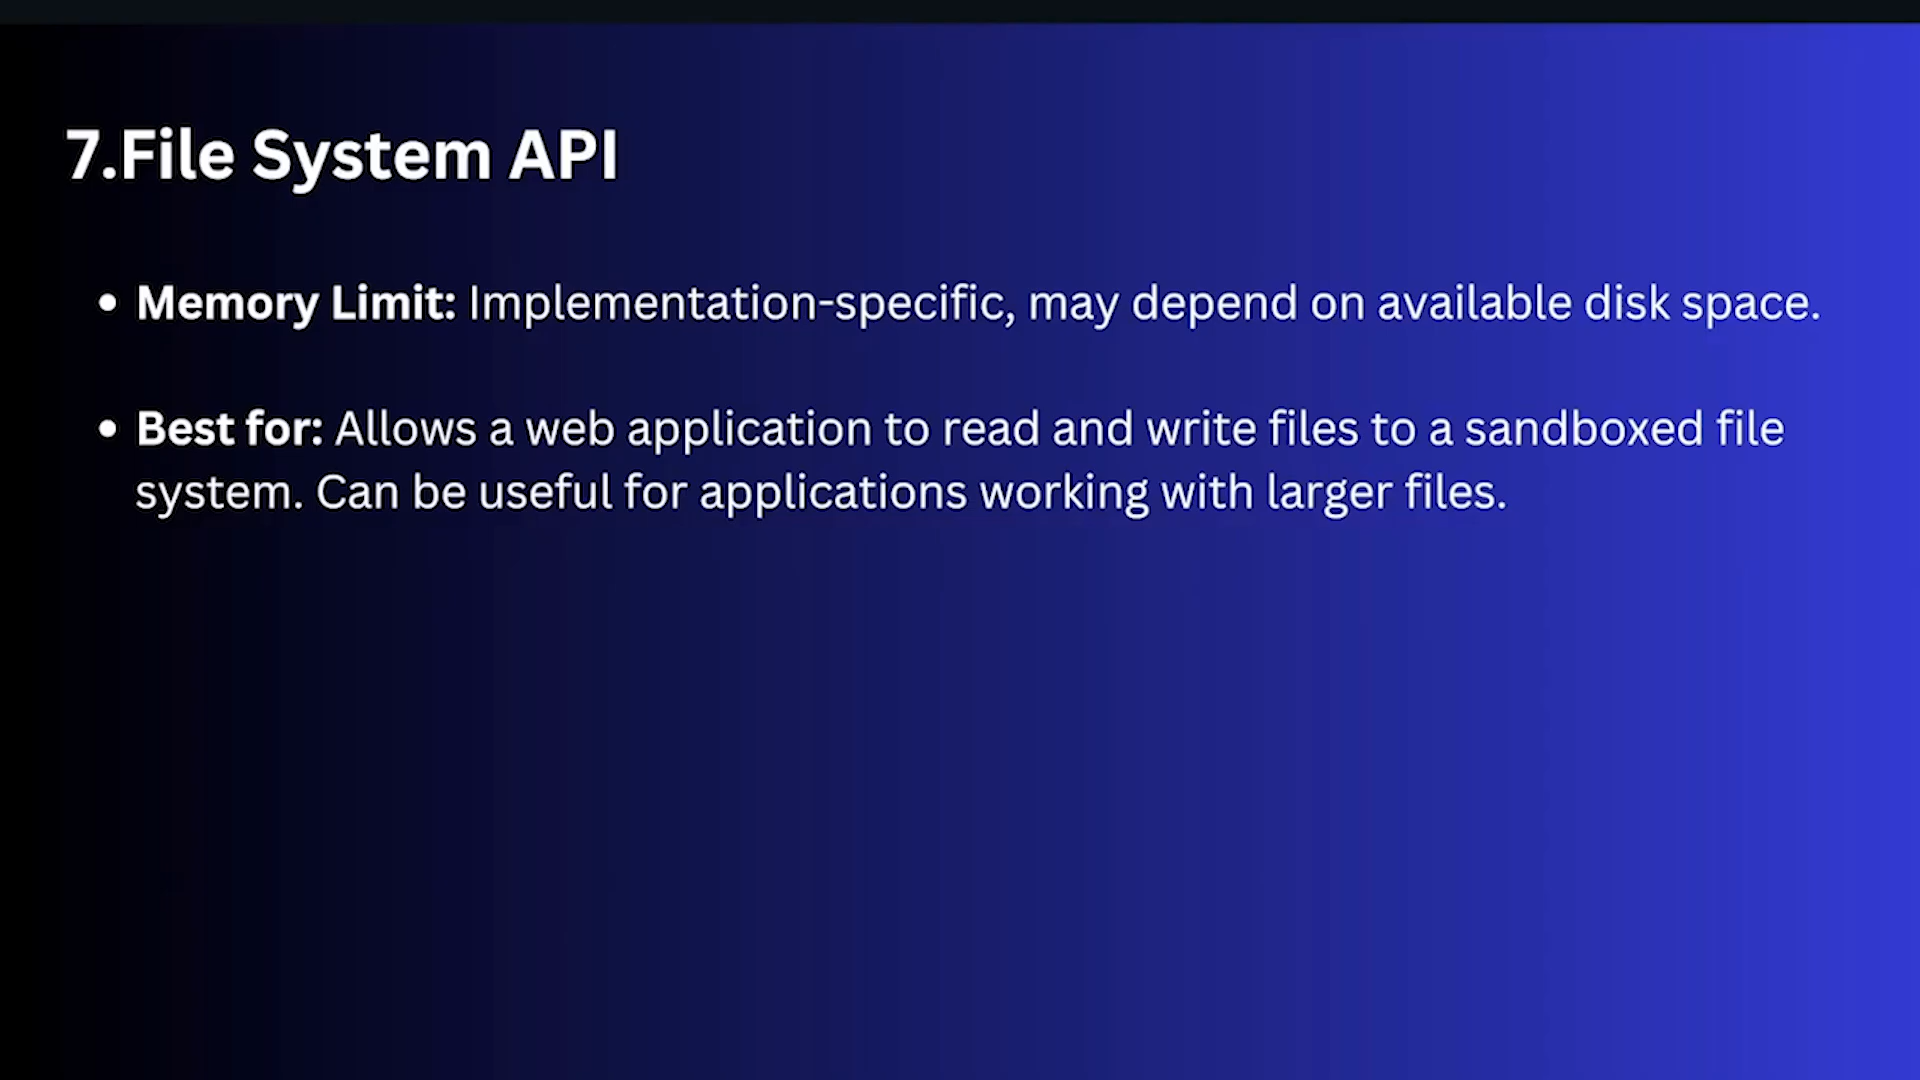 7.File System API
• Memory Limit: Implementation-specific, may depend on available disk space.
• Best for: Allows a web application to read and write files to a sandboxed file
system. Can be useful for applications working with larger files.